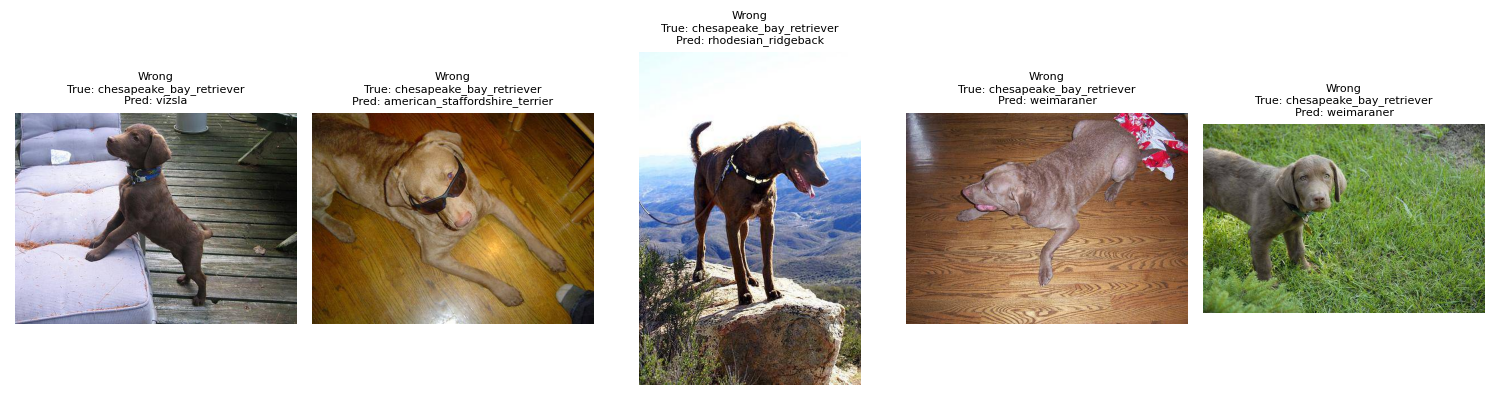 Wrong
True: chesapeake_bay_retriever
Pred: vizsla
Wrong
True: chesapeake_bay_retriever
Pred: american_staffordshire_terrier
Wrong
True: chesapeake_bay_retriever
Pred: rhodesian_ridgeback
Wrong
True: chesapeake_bay_retriever
Pred: weimaraner
Wrong
True: chesapeake_bay_retriever
Pred: weimaraner